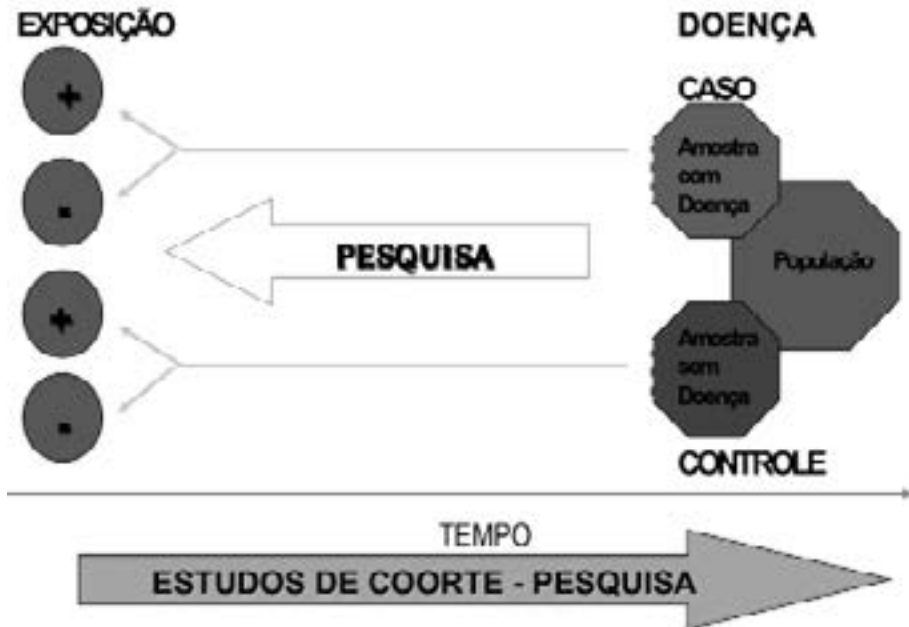 EXPOSIÇÃO
DOENÇA
CASO
+
Amostra
com
Doença
-
PESQUISA
População
+
Amostra
sem
Doença
-
CONTROLE
TEMPO
ESTUDOS DE COORTE - PESQUISA